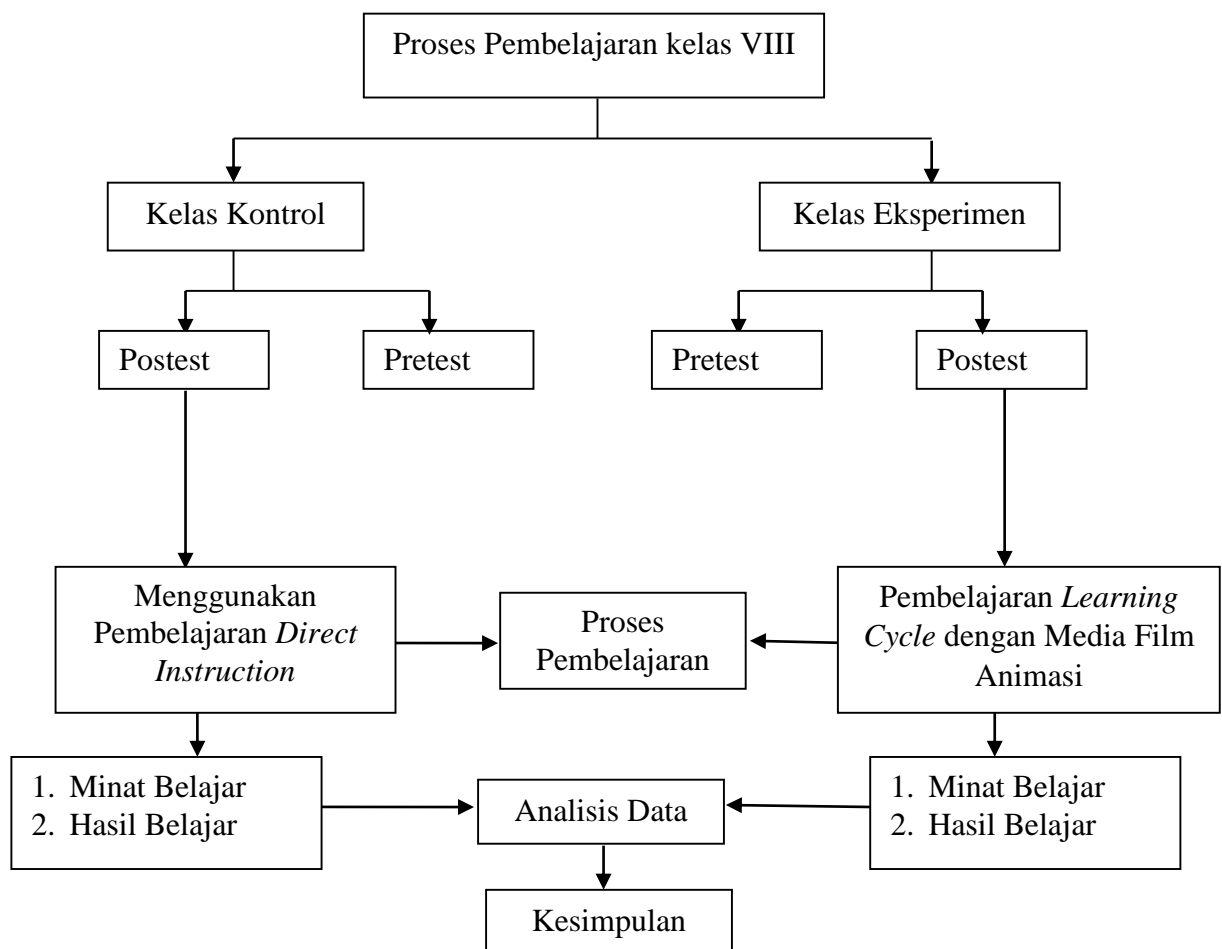 Proses Pembelajaran kelas VIII
Kelas Kontrol
Kelas Eksperimen
Postest
Pretest
Pretest
Postest
Menggunakan
Pembelajaran Direct
Instruction
Proses
Pembelajaran
Pembelajaran Learning
Cycle dengan Media Film
Animasi
1. Minat Belajar
2. Hasil Belajar
Analisis Data
1. Minat Belajar
2. Hasil Belajar
Kesimpulan